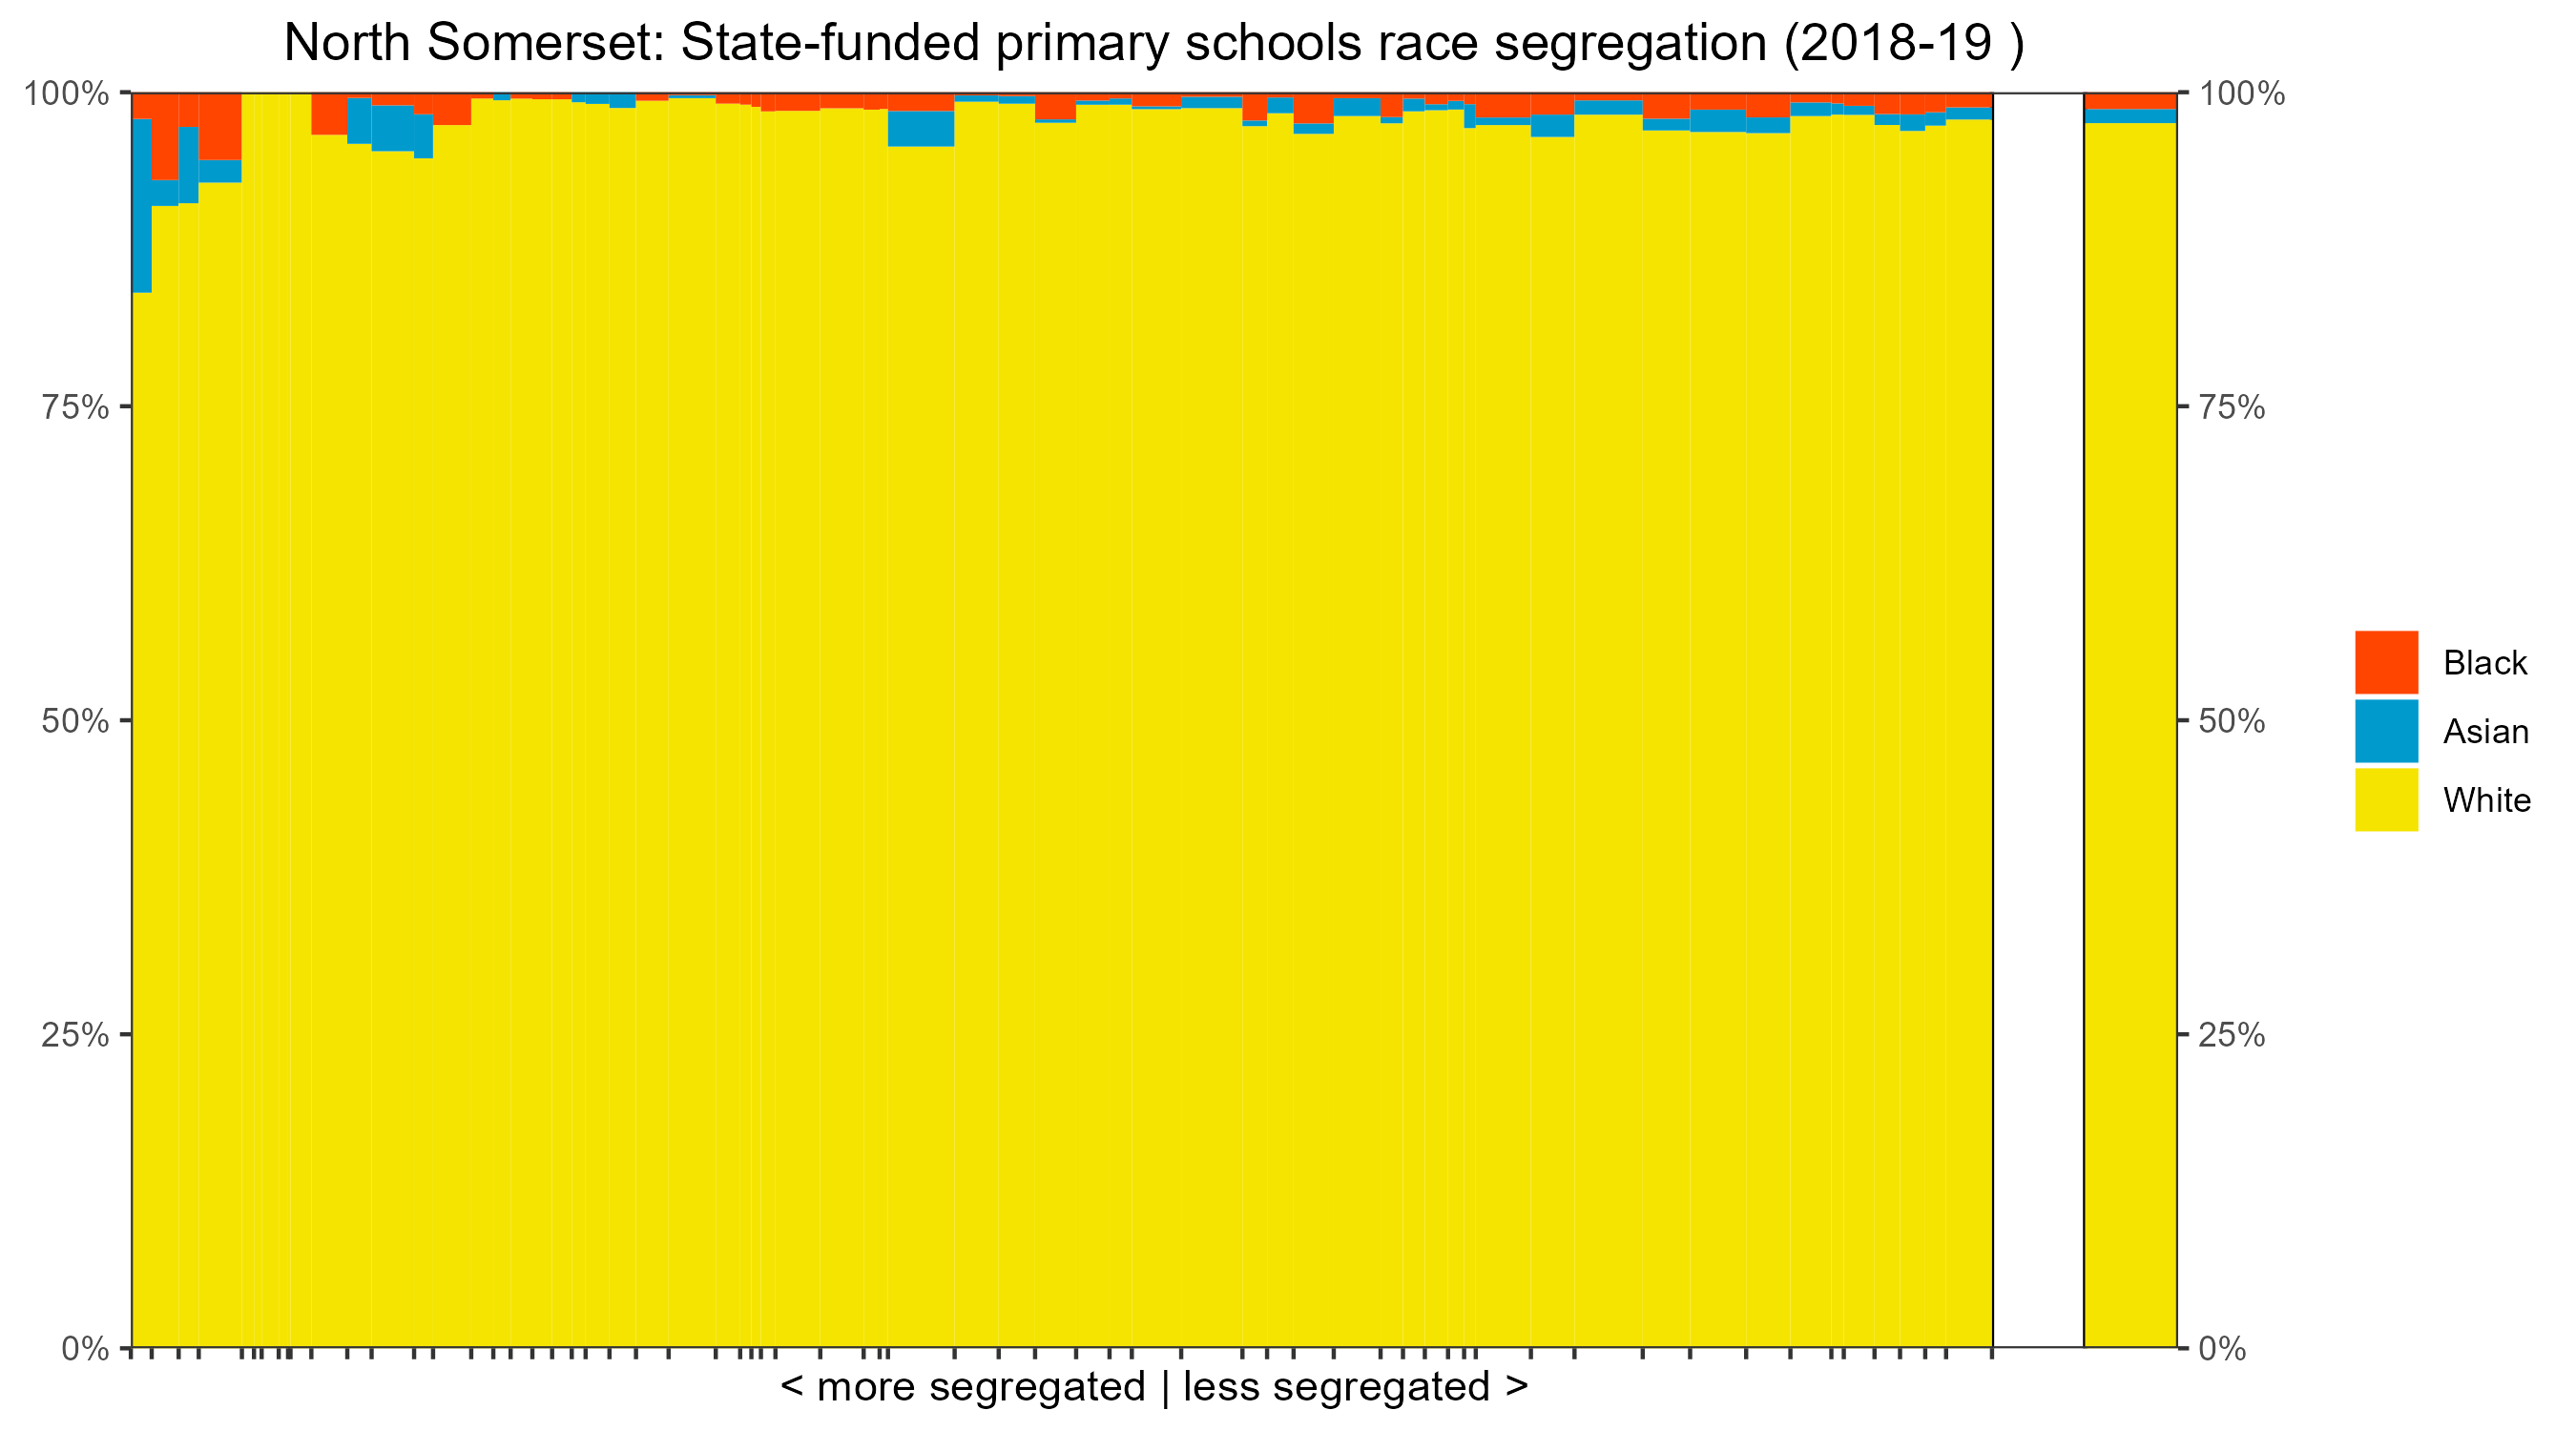 North Somerset: State-funded primary schools race segregation (2018-19 )
100%
75%
50%
25%
0%
100%
75%
50%
25%
0%
Black
Asian
White
< more segregated | less segregated >